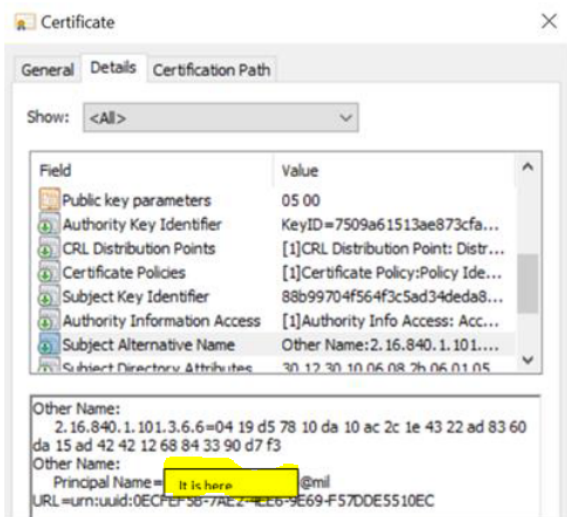 Certificate
General Details Certification Path
Show: <All>
Field Value
Public key parameters 05 00
Authority Key Identifier KeyID=7509a61513ae873cfa...
CRL Distribution Points [1]CRL Distribution Point: Distr...
Certificate Policies [1]Certificate Policy:Policy Ide...
Subject Key Identifier 88b99704f564f3c5ad34deda8...
Authority Information Access [1]Authority Info Access: Acc...
Subject Alternative Name Other Name:2.16.840.1.101....
Subject Directory Attributes 30 12 30 10 06 08 2b 06 01 05
Other Name:
2.16.840.1.101.3.6.6=04 19 d5 78 10 da 10 ac 2c 1e 43 22 ad 83 60
da 15 ad 42 42 12 68 84 33 90 d7 f3
Other Name:
Principal Name= It is here @mil